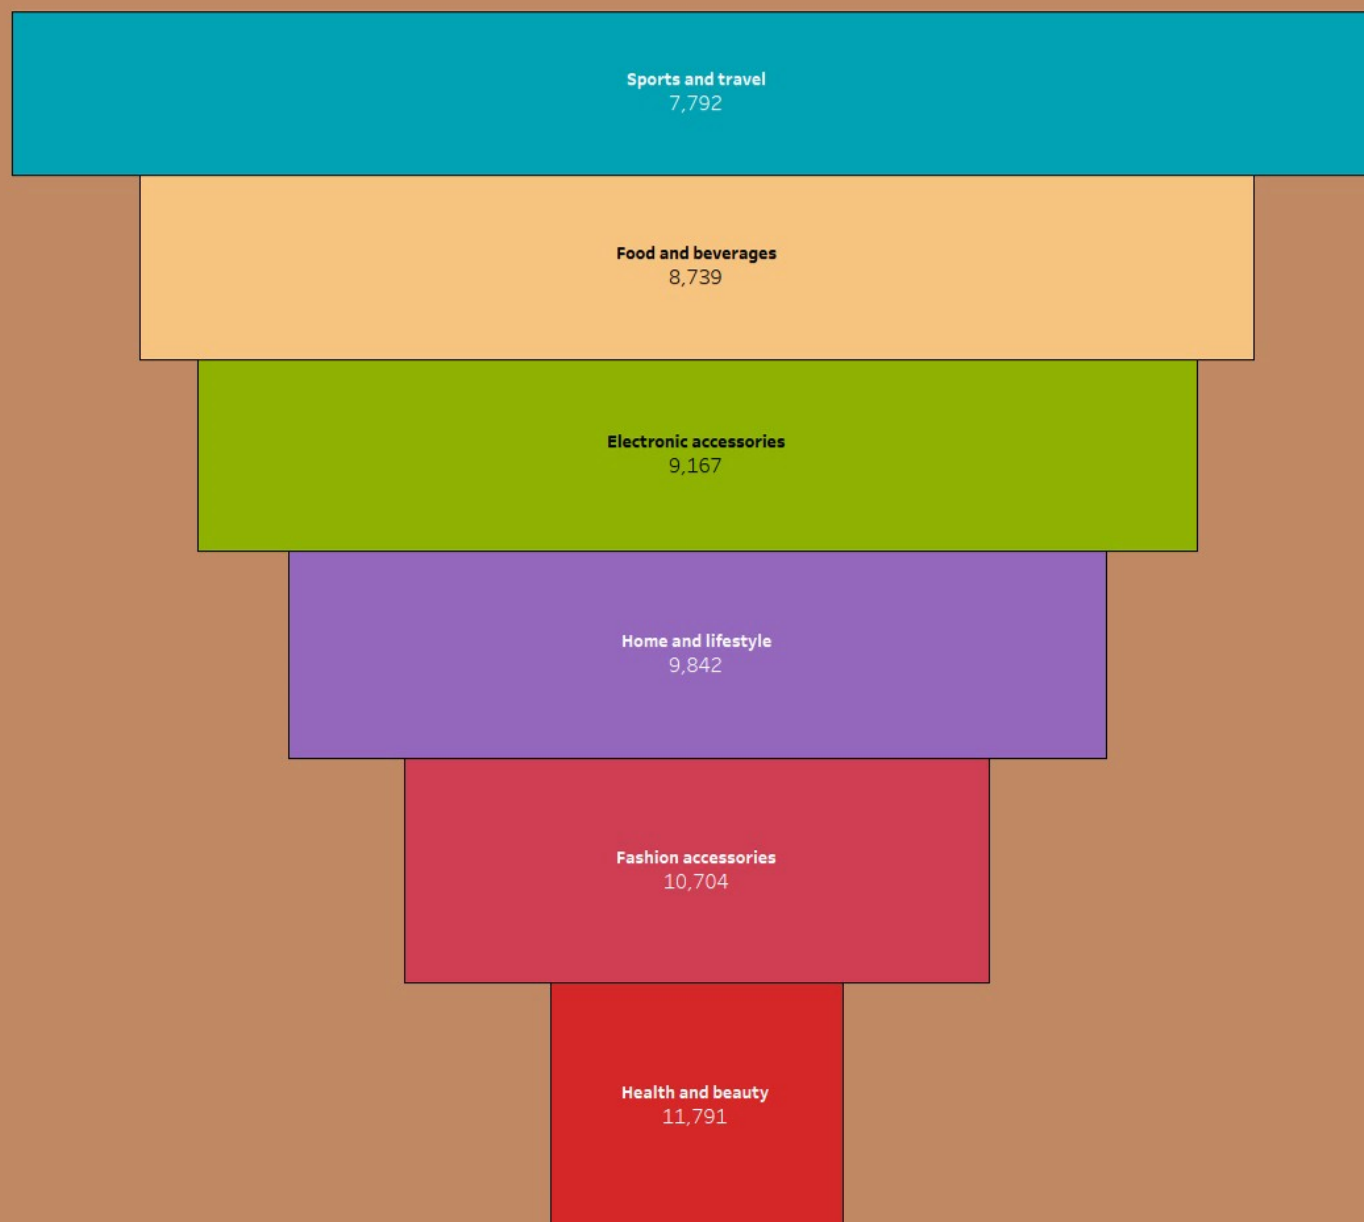 Sports and travel
7,792
Food and beverages
8,739
Electronic accessories
9,167
Home and lifestyle
9,842
Fashion accessories
10,704
Health and beauty
11,791